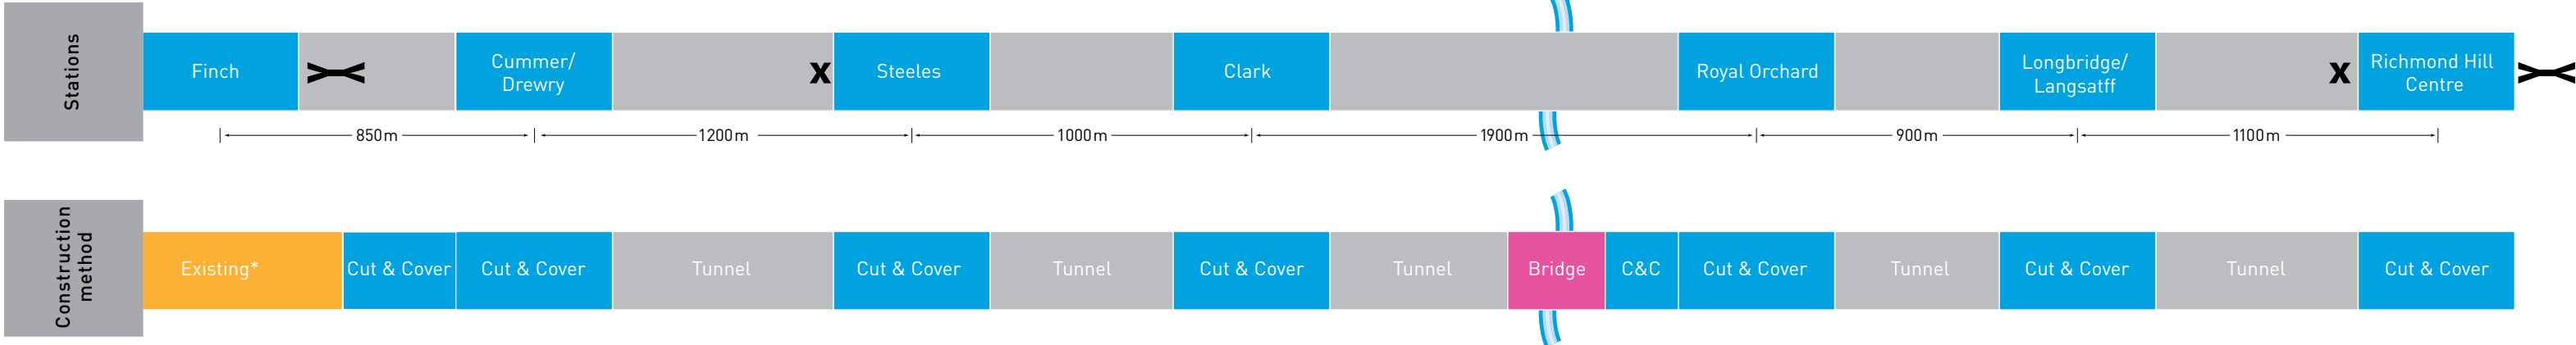 Stations
Finch
Cummer/
Drewry
x
Steeles
Clark
Royal Orchard
Longbridge/
Langsatff
x
Richmond Hill
Centre
850m
1200m
1000m
1900m
900m
1100m
Construction
method
Existing*
Cut & Cover
Cut & Cover
Tunnel
Cut & Cover
Tunnel
Cut & Cover
Tunnel
Bridge
C&C
Cut & Cover
Tunnel
Cut & Cover
Tunnel
Cut & Cover